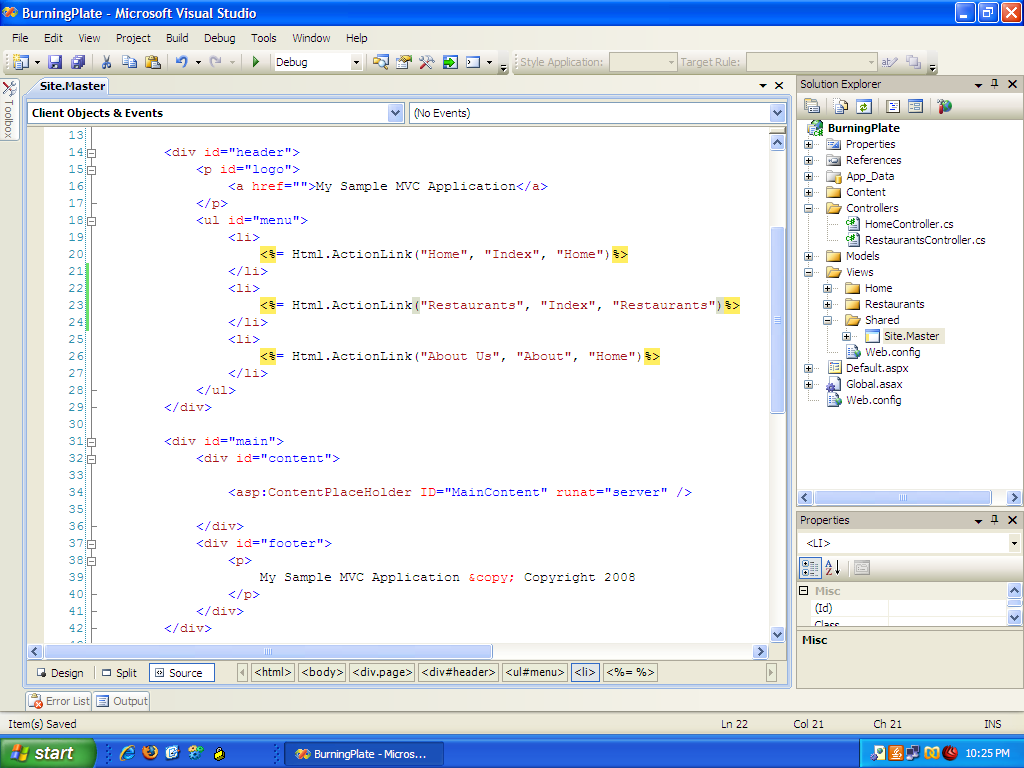 BurningPlate - Microsoft Visual Studio
File Edit View Project Build Debug Tools Window Help
Debug Style Application: Target Rule:
Toolbox
Site.Master
Client Objects & Events (No Events)
13
14 <div id="header">
15 <p id="logo">
16 <a href="">My Sample MVC Application</a>
17 </p>
18 <ul id="menu">
19 <li>
20 <%= Html.ActionLink("Home", "Index", "Home")%>
21 </li>
22 <li>
23 <%= Html.ActionLink("Restaurants", "Index", "Restaurants")%>
24 </li>
25 <li>
26 <%= Html.ActionLink("About Us", "About", "Home")%>
27 </li>
28 </ul>
29 </div>
30
31 <div id="main">
32 <div id="content">
33
34 <asp:ContentPlaceHolder ID="MainContent" runat="server" />
35
36 </div>
37 <div id="footer">
38 <p>
39 My Sample MVC Application &copy; Copyright 2008
40 </p>
41 </div>
42 </div>
Design Split Source <html> <body> <div.page> <div#header> <ul#menu> <li> <%= %>
Solution Explorer
BurningPlate
Properties
References
App_Data
Content
Controllers
HomeController.cs
RestaurantsController.cs
Models
Views
Home
Restaurants
Shared
Site.Master
Web.config
Default.aspx
Global.asax
Web.config
Properties
<LI>
Misc
(Id)
Class
Misc
Error List Output
Item(s) Saved Ln 22 Col 21 Ch 21 INS
start BurningPlate - Micros... 10:25 PM